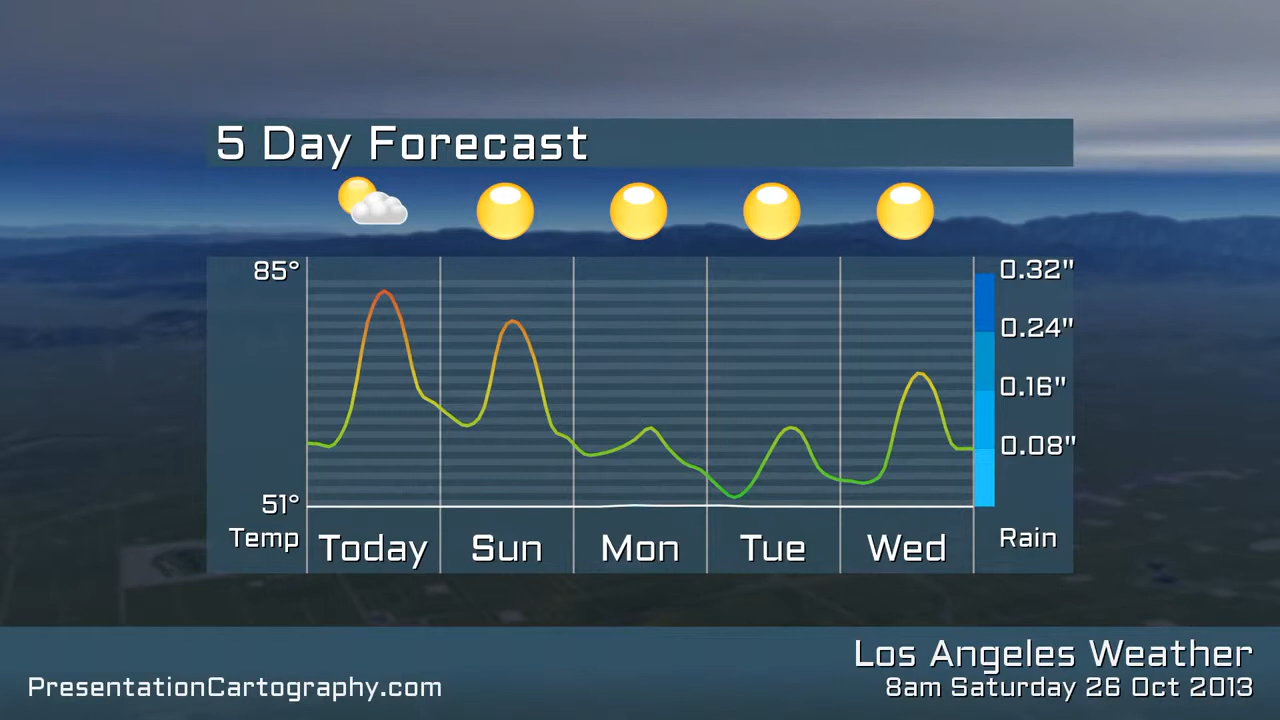 5 Day Forecast
85°
0.32"
0.24"
0.16"
0.08"
51°
Temp
Today
Sun
Mon
Tue
Wed
Rain
Los Angeles Weather
PresentationCartography.com
8am Saturday 26 Oct 2013